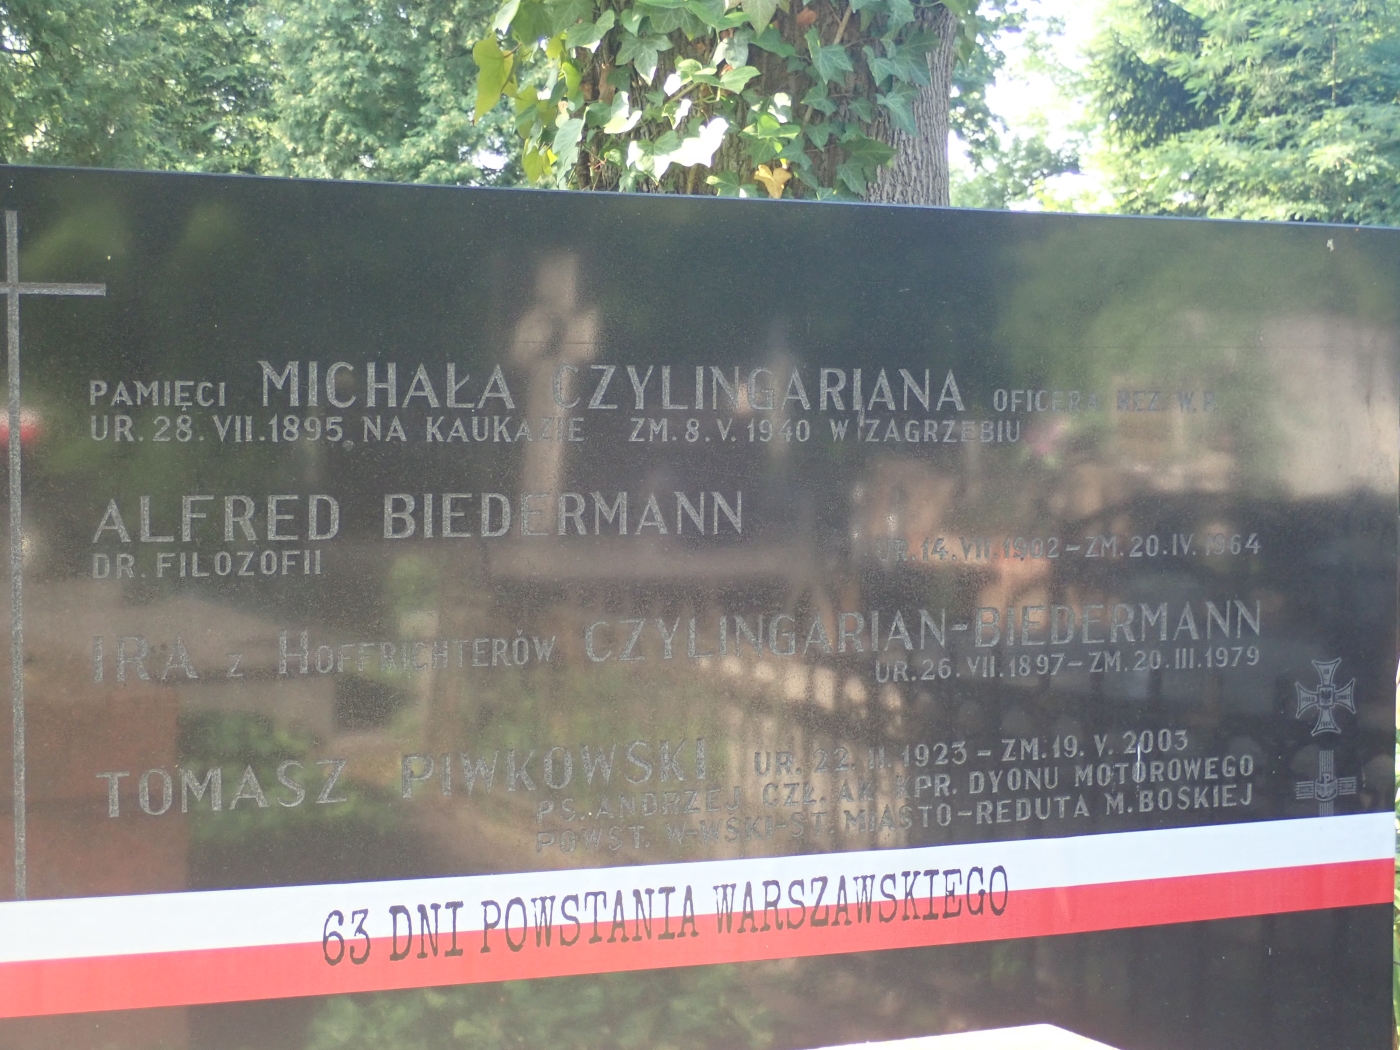 PAMIĘCI MICHAŁA CZYLINGARIANA OFICERA REZ. W.P.
UR. 28. VII. 1895, NA KAUKAZIE ZM. 8. V. 1940 W ZAGRZEBIU
ALFRED BIEDERMANN
DR. FILOZOFII UR. 14. VII. 1902 – ZM. 20. IV. 1964
IRA Z HOFFRICHTERÓW CZYLINGARIAN-BIEDERMANN
UR. 26. VII. 1897 – ZM. 20. III. 1979
TOMASZ PIWKOWSKI UR. 22. II. 1923 – ZM. 19. V. 2003
PS. ANDRZEJ CZŁ. AK KPR. DYONU MOTOROWEGO
POWST. W-WSKI-ST. MIASTO-REDUTA M. BOSKIEJ
63 DNI POWSTANIA WARSZAWSKIEGO